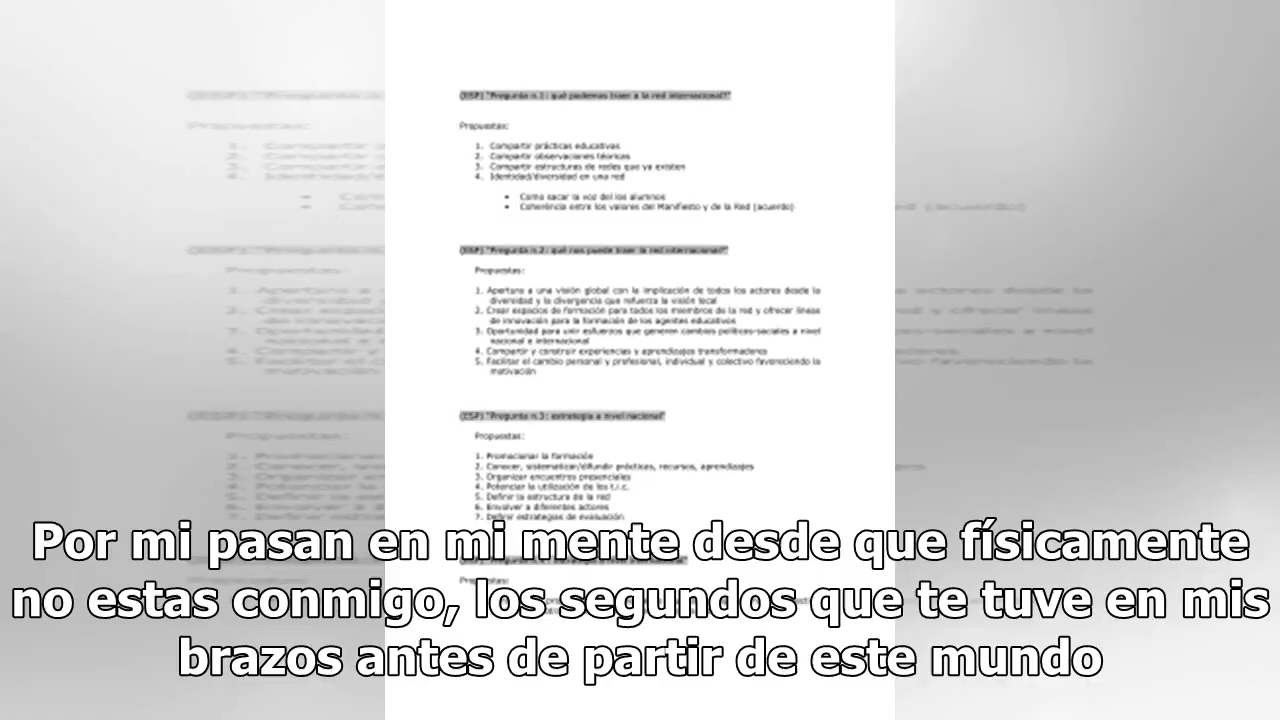 (ESP) "Pregunta n.1: qué podemos traer a la red internacional?"
Propuestas:
1. Compartir prácticas educativas
2. Compartir observaciones téoricas
3. Compartir estructuras de redes que ya existen
4. Identidad/diversidad en una red
• Como sacar la voz del los alumnos
• Coherència entre los valores del Manifiesto y de la Red (acuerdo)
(ESP) "Pregunta n.2: qué nos puede traer la red internacional?"
Propuestas:
1. Apertura a una visión global con la implicación de todos los actores desde la
diversidad y la divergencia que refuerza la visión local
2. Crear espacios de formación para todos los miembros de la red y ofrecer líneas
de innovación para la formación de los agentes educativos
3. Oportunidad para unir esfuerzos que generen cambios políticos-sociales a nivel
nacional e internacional
4. Compartir y construir experiencias y aprendizajes transformadores
5. Facilitar el cambio personal y profesional, individual y colectivo favoreciendo la
motivación
(ESP) "Pregunta n.3: estrategia a nivel nacional"
Propuestas:
1. Promocionar la formación
2. Conocer, sistematizar/difundir prácticas, recursos, aprendizajes
3. Organizar encuentros presenciales
4. Potenciar la utilización de les t.i.c.
5. Definir la estructura de la red
6. Envolver a diferentes actores
7. Definir estrategias de evaluación
Por mi pasan en mi mente desde que físicamente
no estas conmigo, los segundos que te tuve en mis
brazos antes de partir de este mundo